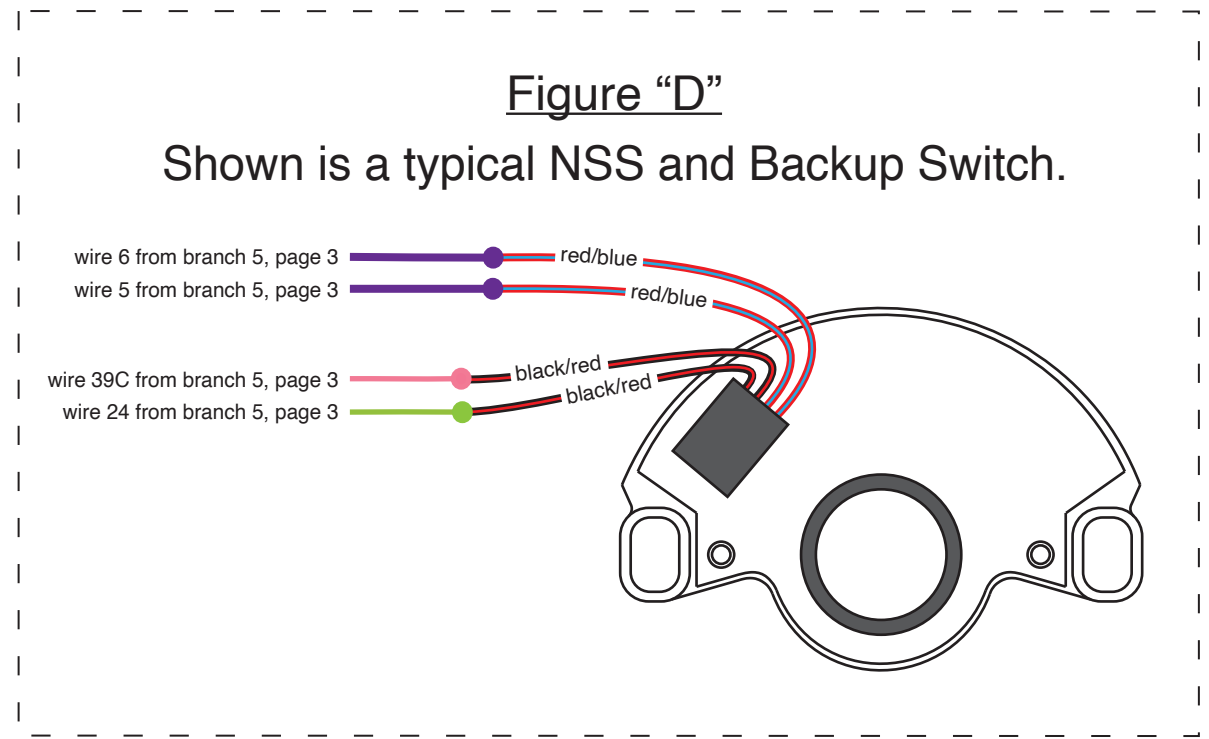 Figure “D”
Shown is a typical NSS and Backup Switch.
wire 6 from branch 5, page 3
red/blue
wire 5 from branch 5, page 3
red/blue
wire 39C from branch 5, page 3
black/red
wire 24 from branch 5, page 3
black/red